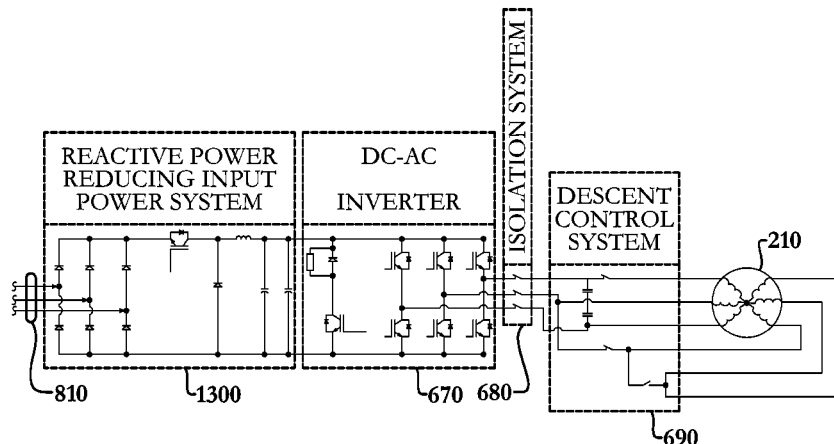 REACTIVE POWER
REDUCING INPUT
POWER SYSTEM
DC-AC
INVERTER
ISOLATION SYSTEM
DESCENT
CONTROL
SYSTEM
210
810
1300
670
680
690